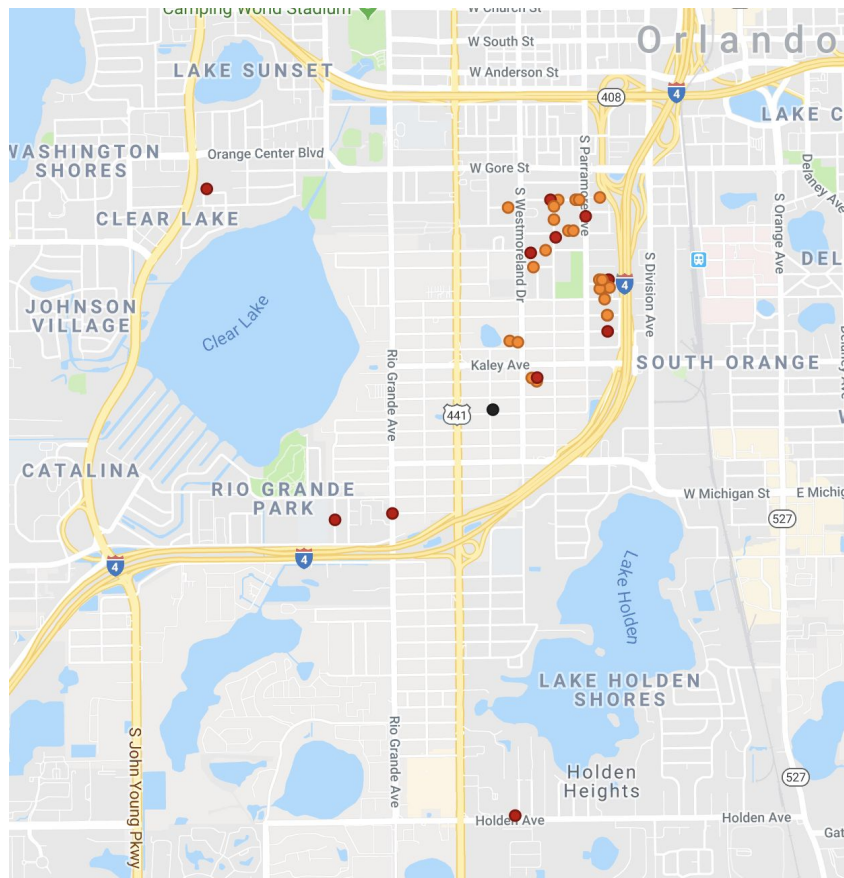 Camping World Stadium
W Church St
W South St
Orlando
LAKE SUNSET
W Anderson St
4
408
LAKE C
WASHINGTON
SHORES
Orange Center Blvd
W Gore St
S Parramore Ave
Delaney Ave
CLEAR LAKE
S Westmoreland Dr
S Orange Ave
S Division Ave
DEL
4
JOHNSON
VILLAGE
Clear Lake
Rio Grande Ave
Kaley Ave
SOUTH ORANGE
441
CATALINA
RIO GRANDE
PARK
W Michigan St
E Michig
527
4
4
Lake Holden
LAKE HOLDEN
SHORES
S John Young Pkwy
Rio Grande Ave
Holden
Heights
527
Holden Ave
Holden Ave
Gat